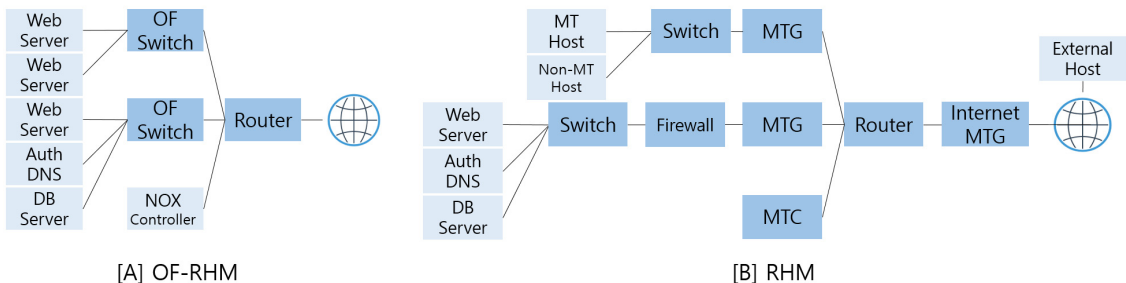 Web
Server
OF
Switch
Web
Server
Web
Server
OF
Switch
Router
Auth
DNS
DB
Server
NOX
Controller
[A] OF-RHM
MT
Host
Switch
MTG
Non-MT
Host
External
Host
Web
Server
Switch
Firewall
MTG
Router
Internet
MTG
Auth
DNS
DB
Server
MTC
[B] RHM